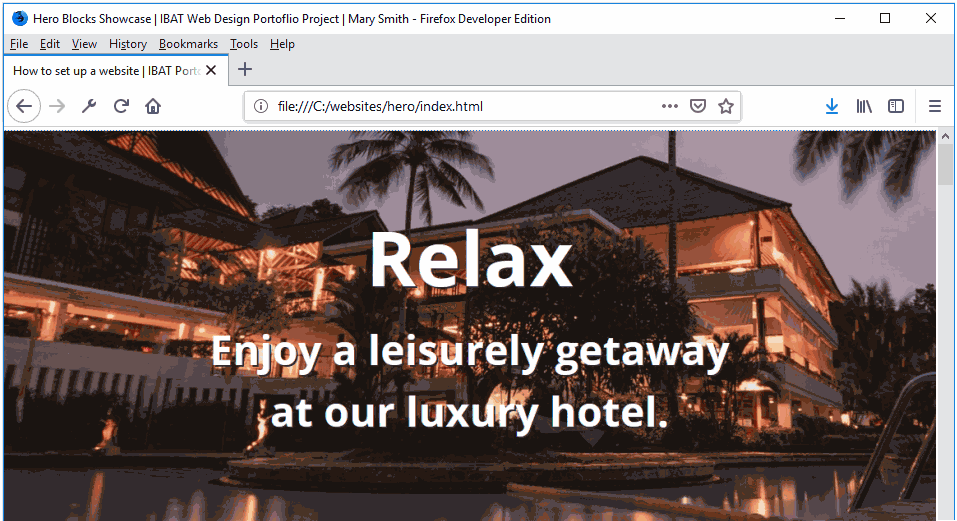 Hero Blocks Showcase | IBAT Web Design Portoflio Project | Mary Smith - Firefox Developer Edition
File Edit View History Bookmarks Tools Help
How to set up a website | IBAT Porto
file:///C:/websites/hero/index.html
Relax
Enjoy a leisurely getaway
at our luxury hotel.